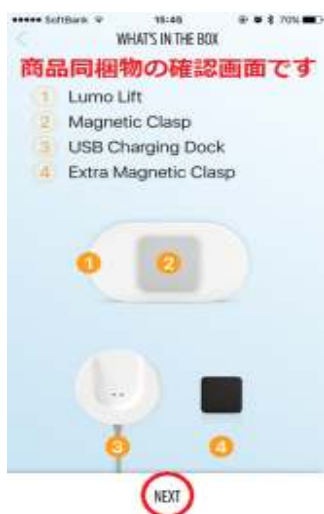 SoftBank 16:46 70%
WHAT'S IN THE BOX
商品同梱物の確認画面です
1 Lumo Lift
2 Magnetic Clasp
3 USB Charging Dock
4 Extra Magnetic Clasp
1 2
3 4
NEXT